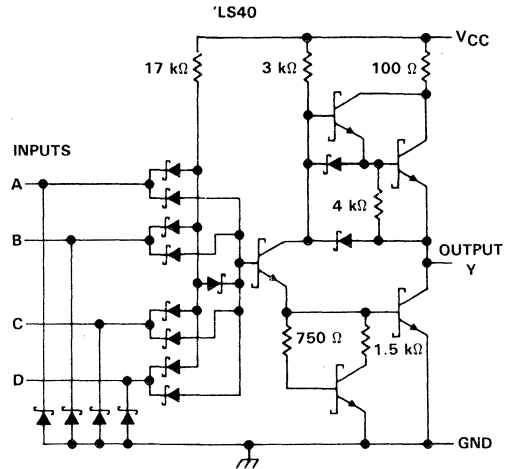 'LS40
VCC
17 kΩ
3 kΩ
100 Ω
INPUTS
A
4 kΩ
B
OUTPUT
Y
C
750 Ω
1.5 kΩ
D
GND